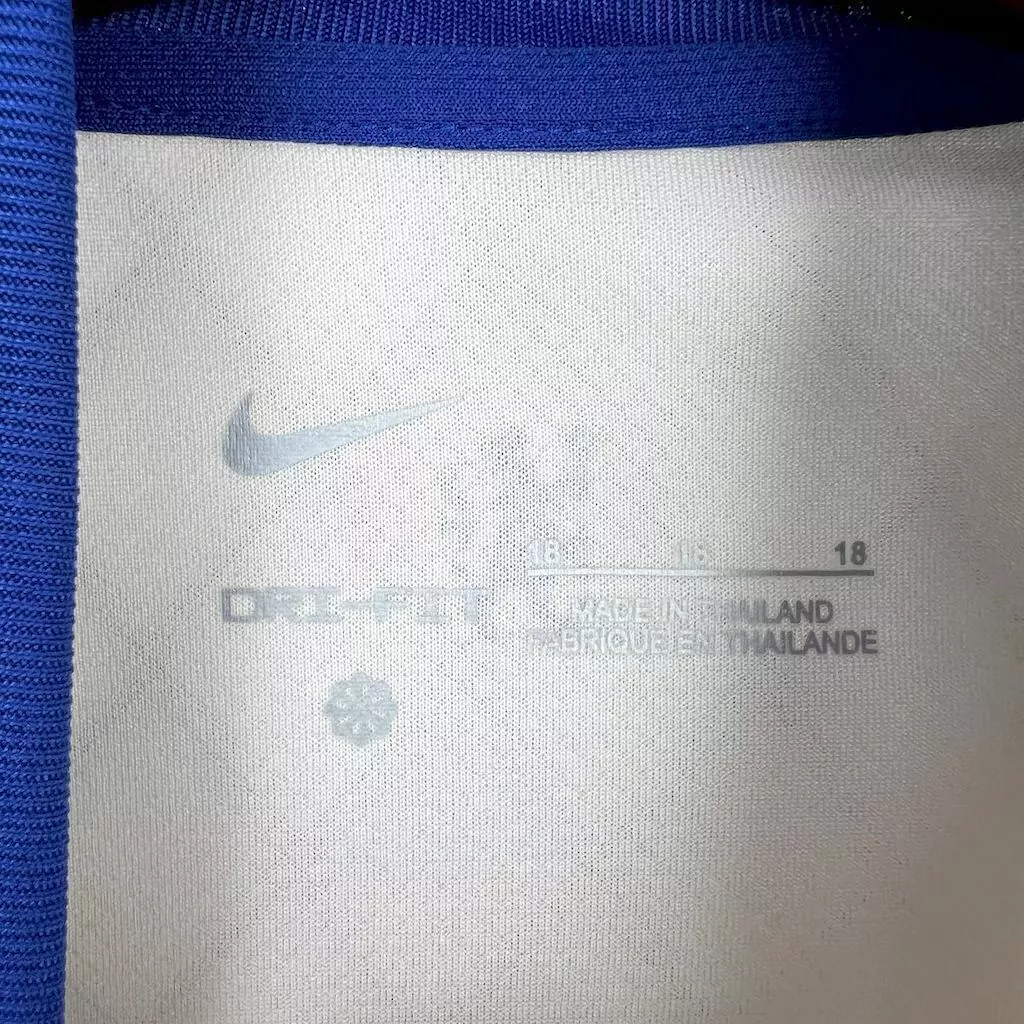 18 18 18
DRI-FIT
MADE IN THAILAND
FABRIQUE EN THAILANDE